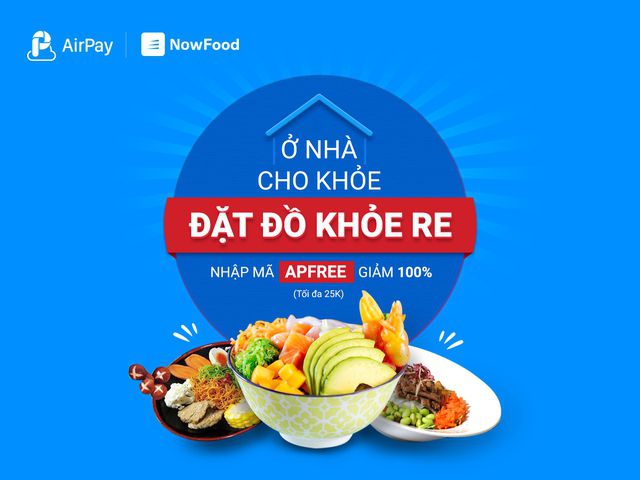 AirPay
NowFood
Ở NHÀ
CHO KHỎE
ĐẶT ĐỒ KHỎE RE
NHẬP MÃ APFREE GIẢM 100%
(Tối đa 25K)